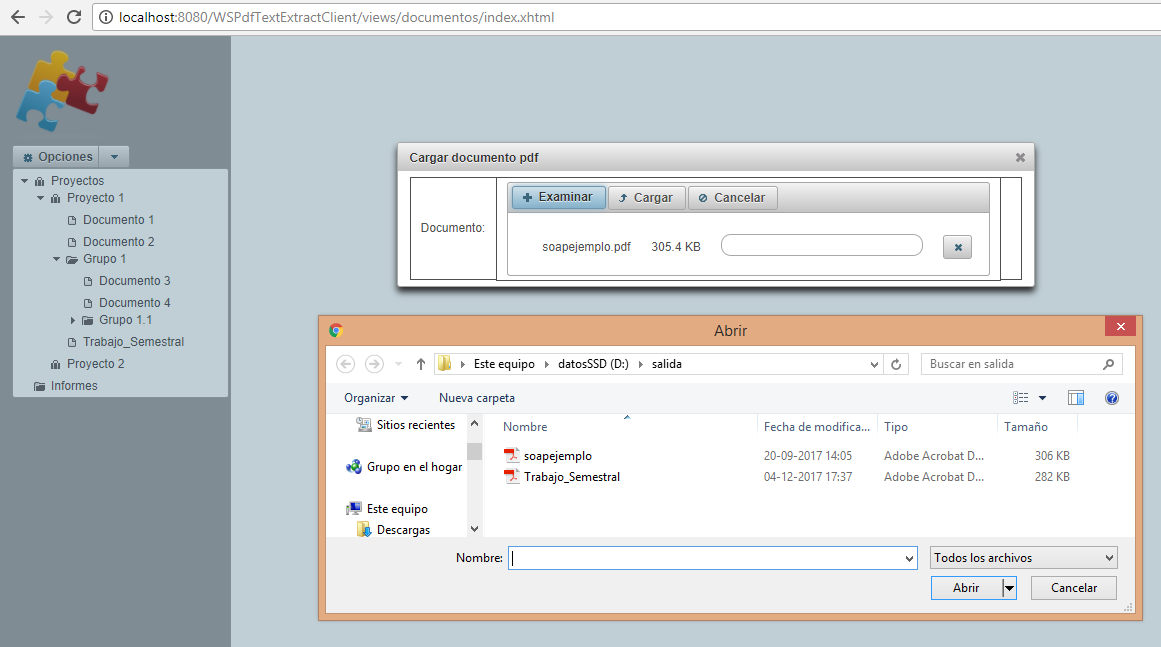 localhost:8080/WSPdfTextExtractClient/views/documentos/index.xhtml
Opciones
Proyectos
Proyecto 1
Documento 1
Documento 2
Grupo 1
Documento 3
Documento 4
Grupo 1.1
Trabajo_Semestral
Proyecto 2
Informes
Cargar documento pdf
Documento:
Examinar Cargar Cancelar
soapejemplo.pdf 305.4 KB
Abrir
Este equipo datosSSD (D:) salida Buscar en salida
Organizar Nueva carpeta
Sitios recientes
Grupo en el hogar
Este equipo
Descargas
Nombre Fecha de modifica... Tipo Tamaño
soapejemplo 20-09-2017 14:05 Adobe Acrobat D... 306 KB
Trabajo_Semestral 04-12-2017 17:37 Adobe Acrobat D... 282 KB
Nombre: Todos los archivos
Abrir Cancelar